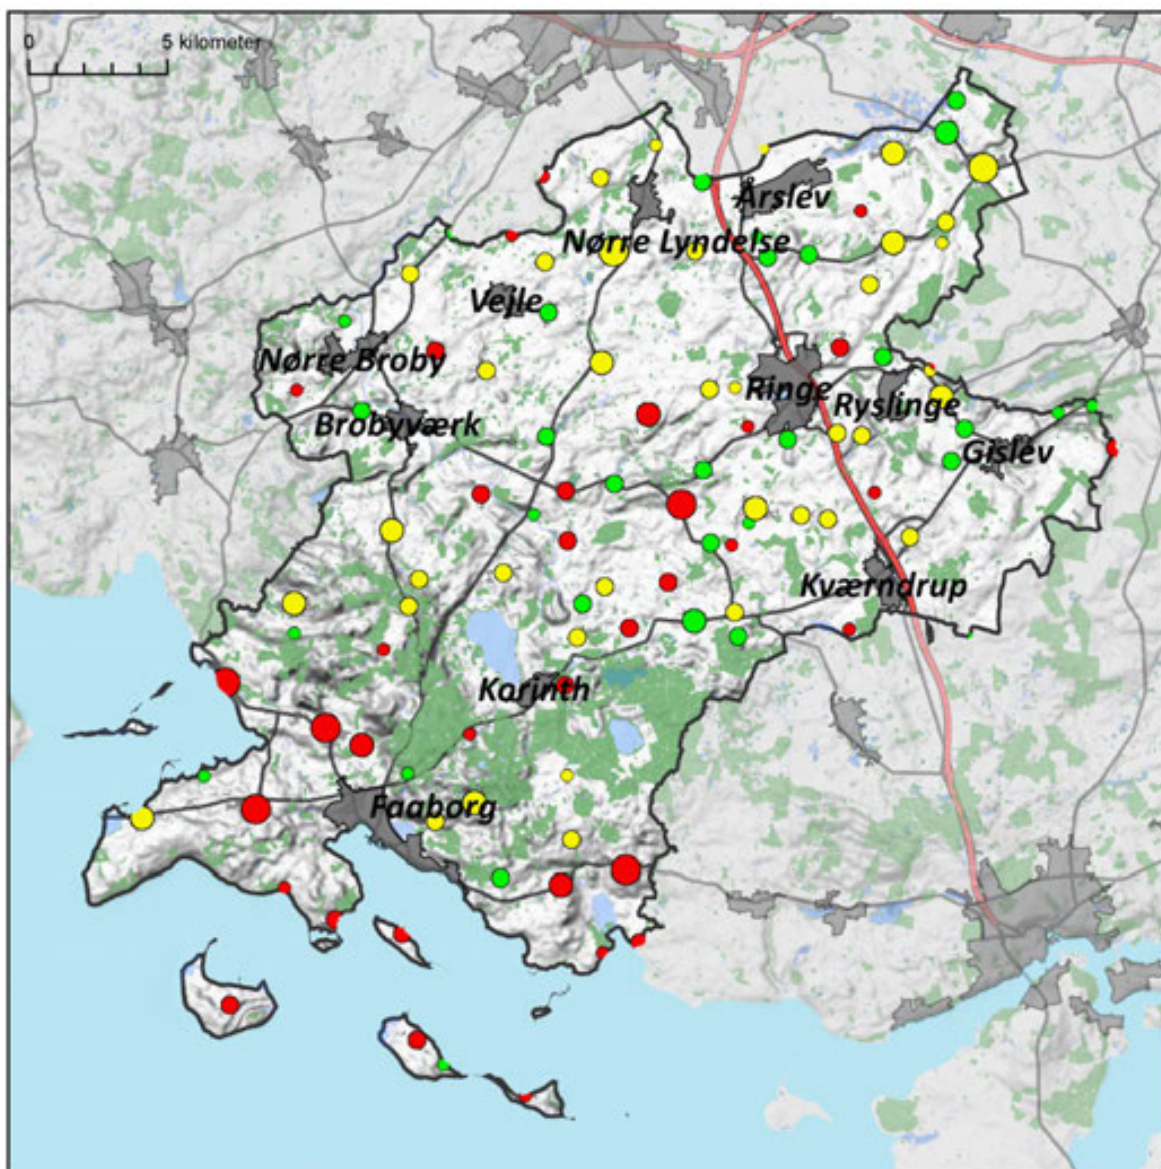 0 5 kilometer
Årslev
Nørre Lyndelse
Vejle
Nørre Broby
Ringe
Ryslinge
Brobyværk
Gislev
Kværndrup
Korinth
Faaborg